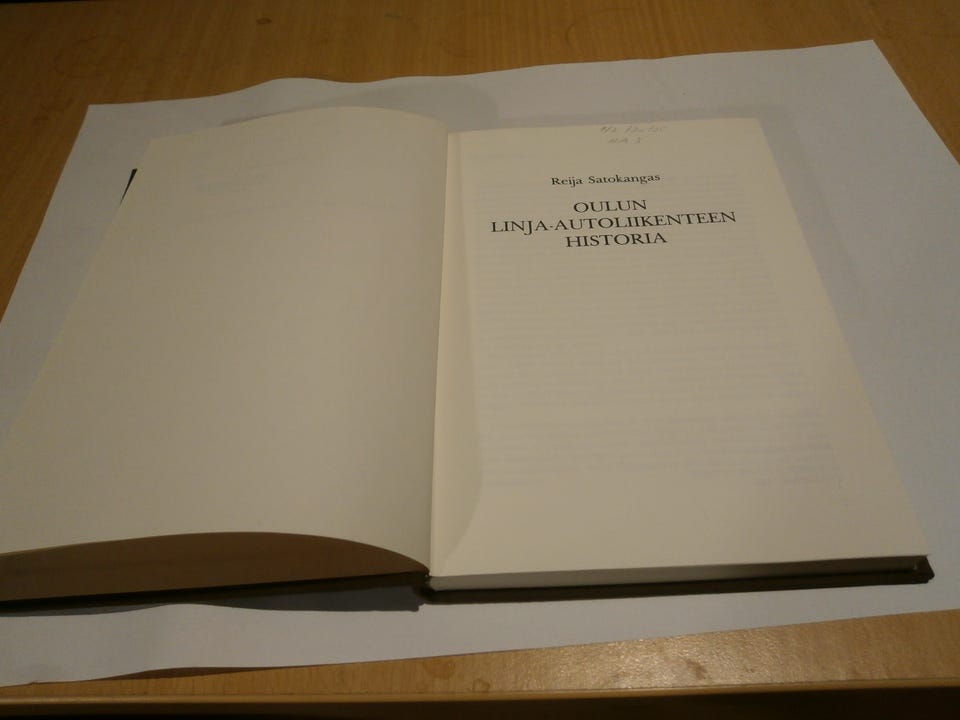 Reija Satokangas
OULUN
LINJA-AUTOLIIKENTEEN
HISTORIA